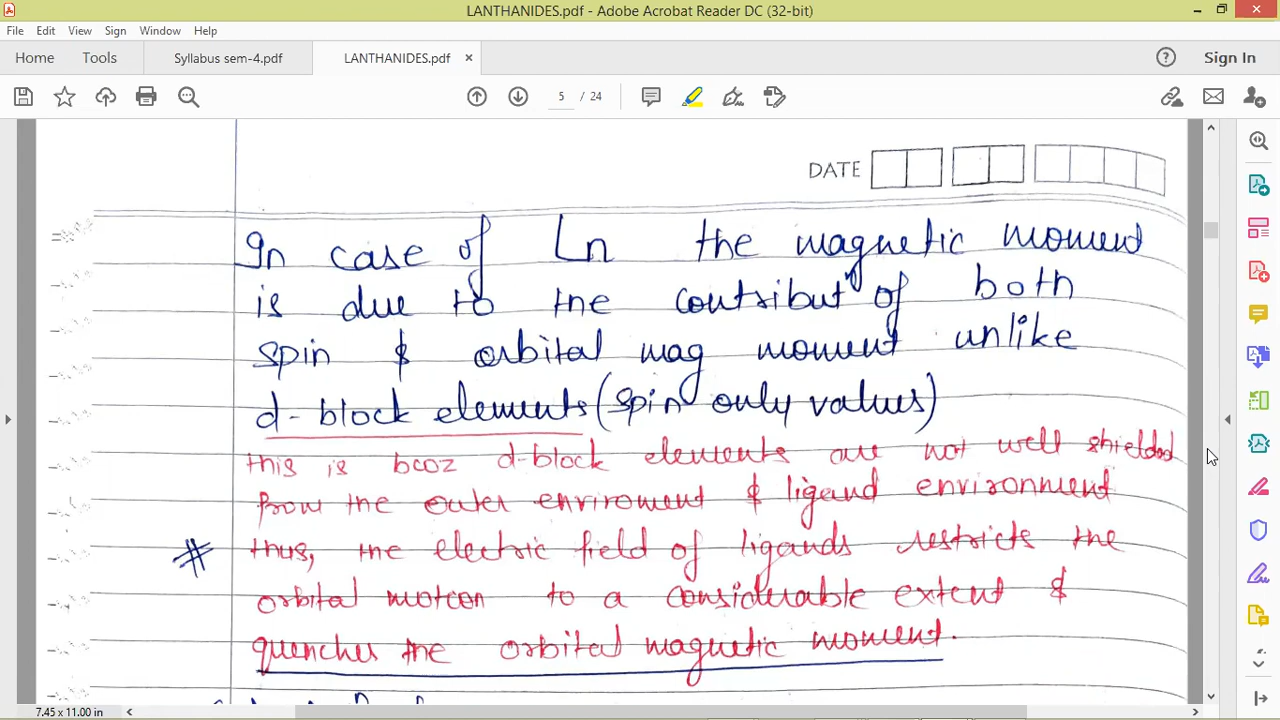 LANTHANIDES.pdf - Adobe Acrobat Reader DC (32-bit)
File Edit View Sign Window Help
Home Tools Syllabus sem-4.pdf LANTHANIDES.pdf × Sign In
5 / 24
DATE
In case of Ln the magnetic moment
is due to the contribut^n of both
spin & orbital mag moment unlike
d-block elements (spin only values)
this is bcoz d-block elements are not well shielded
from the outer enviroment & ligand environment
# thus, the electric field of ligands restricts the
orbital motion to a considerable extent &
quenches the orbital magnetic moment.
7.45 x 11.00 in